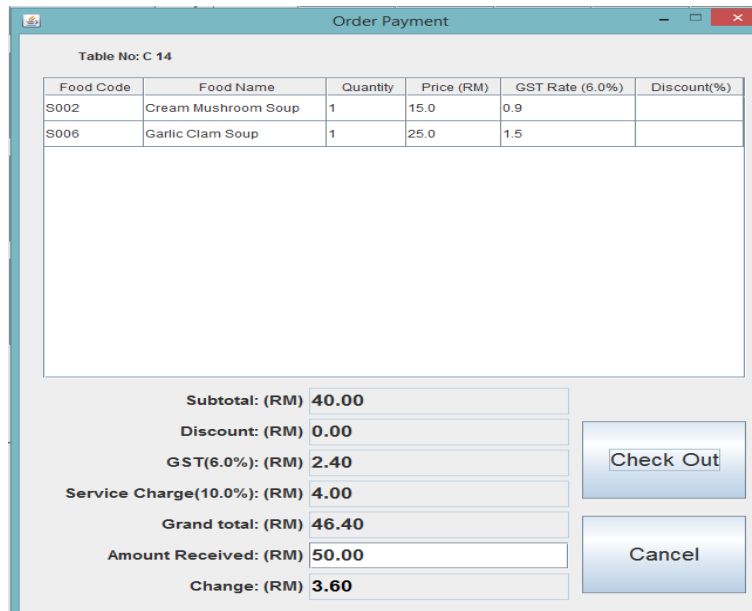 Order Payment
Table No: C 14
Food Code Food Name Quantity Price (RM) GST Rate (6.0%) Discount(%)
S002 Cream Mushroom Soup 1 15.0 0.9
S006 Garlic Clam Soup 1 25.0 1.5
Subtotal: (RM) 40.00
Discount: (RM) 0.00
GST(6.0%): (RM) 2.40
Service Charge(10.0%): (RM) 4.00
Grand total: (RM) 46.40
Amount Received: (RM) 50.00
Change: (RM) 3.60
Check Out
Cancel